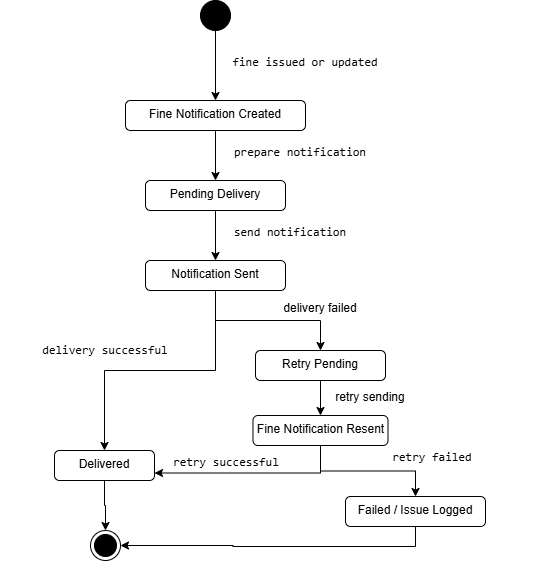 fine issued or updated
Fine Notification Created
prepare notification
Pending Delivery
send notification
Notification Sent
delivery failed
delivery successful
Retry Pending
retry sending
Fine Notification Resent
retry failed
retry successful
Delivered
Failed / Issue Logged